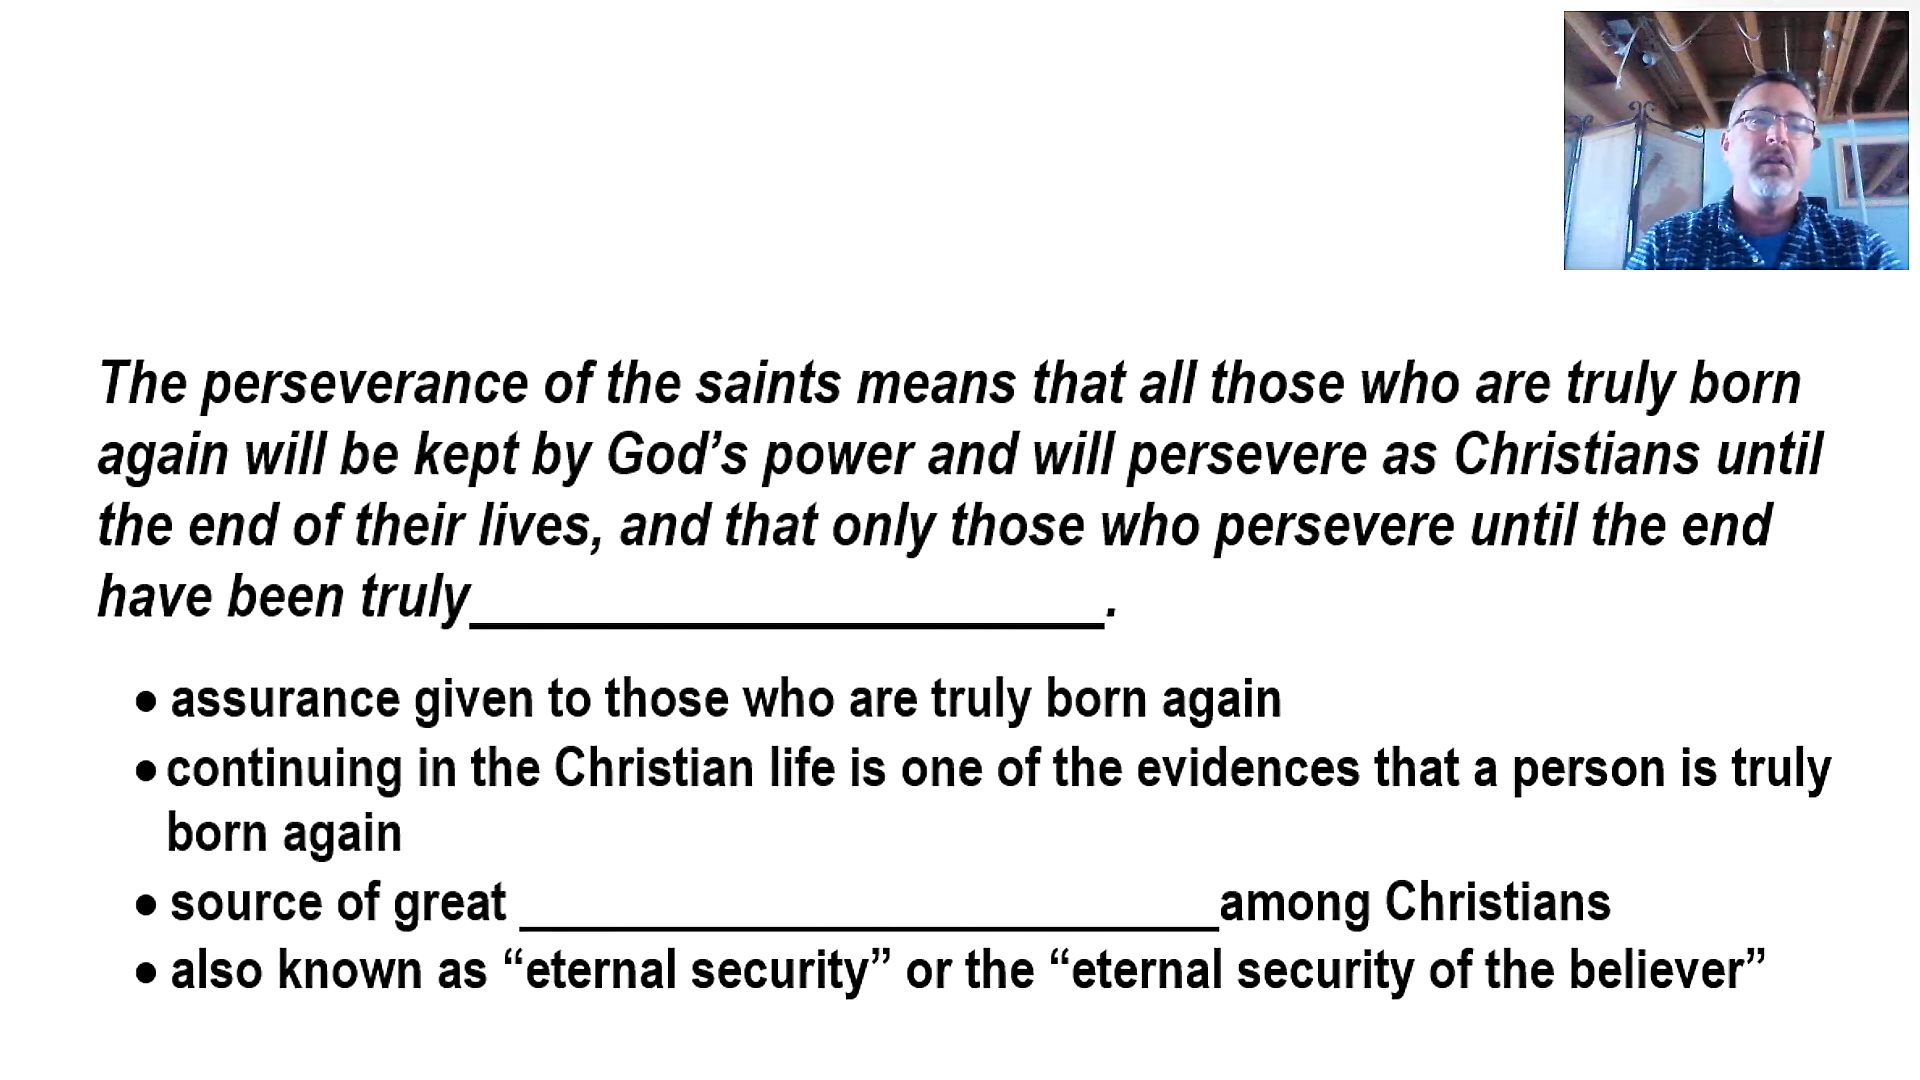 The perseverance of the saints means that all those who are truly born
again will be kept by God’s power and will persevere as Christians until
the end of their lives, and that only those who persevere until the end
have been truly______________________.
• assurance given to those who are truly born again
• continuing in the Christian life is one of the evidences that a person is truly
born again
• source of great _________________________among Christians
• also known as “eternal security” or the “eternal security of the believer”